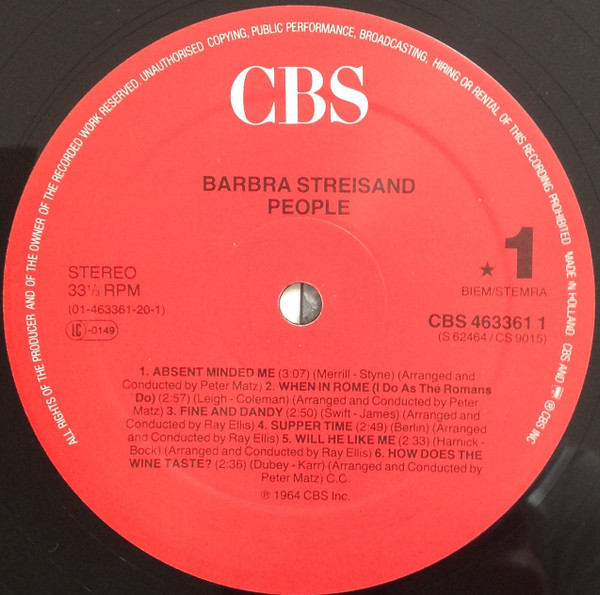 ALL RIGHTS OF THE PRODUCER AND OF THE OWNER OF THE RECORDED WORK RESERVED. UNAUTHORISED COPYING, PUBLIC PERFORMANCE, BROADCASTING, HIRING OR RENTAL OF THIS RECORDING PROHIBITED MADE IN HOLLAND CBS AND ℗ CBS INC
CBS
BARBRA STREISAND
PEOPLE
STEREO
33⅓ RPM
(01-463361-20-1)
LC-0149
★ 1
BIEM/STEMRA
CBS 463361 1
(S 62464 / CS 9015)
1. ABSENT MINDED ME (3:07) (Merrill - Styne) (Arranged and
Conducted by Peter Matz) 2. WHEN IN ROME (I Do As The Romans
Do) (2:57) (Leigh - Coleman) (Arranged and Conducted by Peter
Matz) 3. FINE AND DANDY (2:50) (Swift - James) (Arranged and
Conducted by Ray Ellis) 4. SUPPER TIME (2:49) (Berlin) (Arranged
and Conducted by Ray Ellis) 5. WILL HE LIKE ME (2:33) (Harnick -
Bock) (Arranged and Conducted by Ray Ellis) 6. HOW DOES THE
WINE TASTE? (2:36) (Dubey - Karr) (Arranged and Conducted by
Peter Matz) C.C.
℗ 1964 CBS Inc.